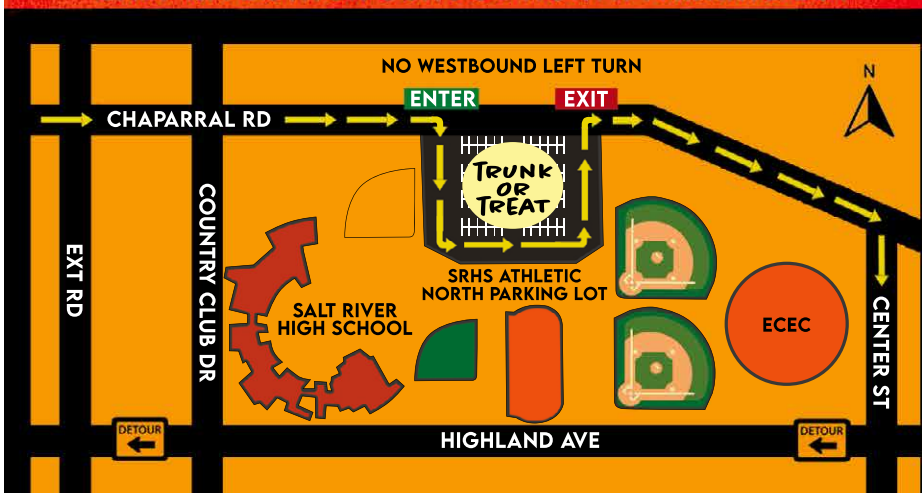 NO WESTBOUND LEFT TURN
N
ENTER
EXIT
CHAPARRAL RD
TRUNK
OR
TREAT
COUNTRY CLUB DR
EXT RD
SRHS ATHLETIC
NORTH PARKING LOT
SALT RIVER
HIGH SCHOOL
ECEC
CENTER ST
DETOUR
DETOUR
HIGHLAND AVE